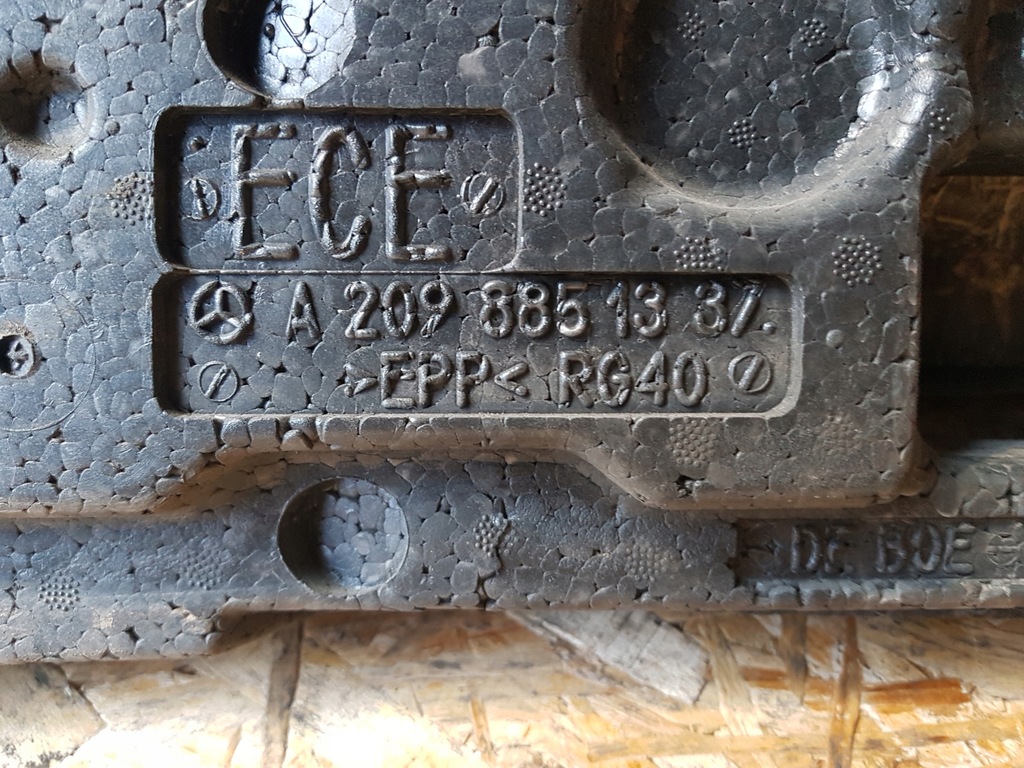 ECE
A 209 885 13 37.
>EPP< RG40
DE BOE